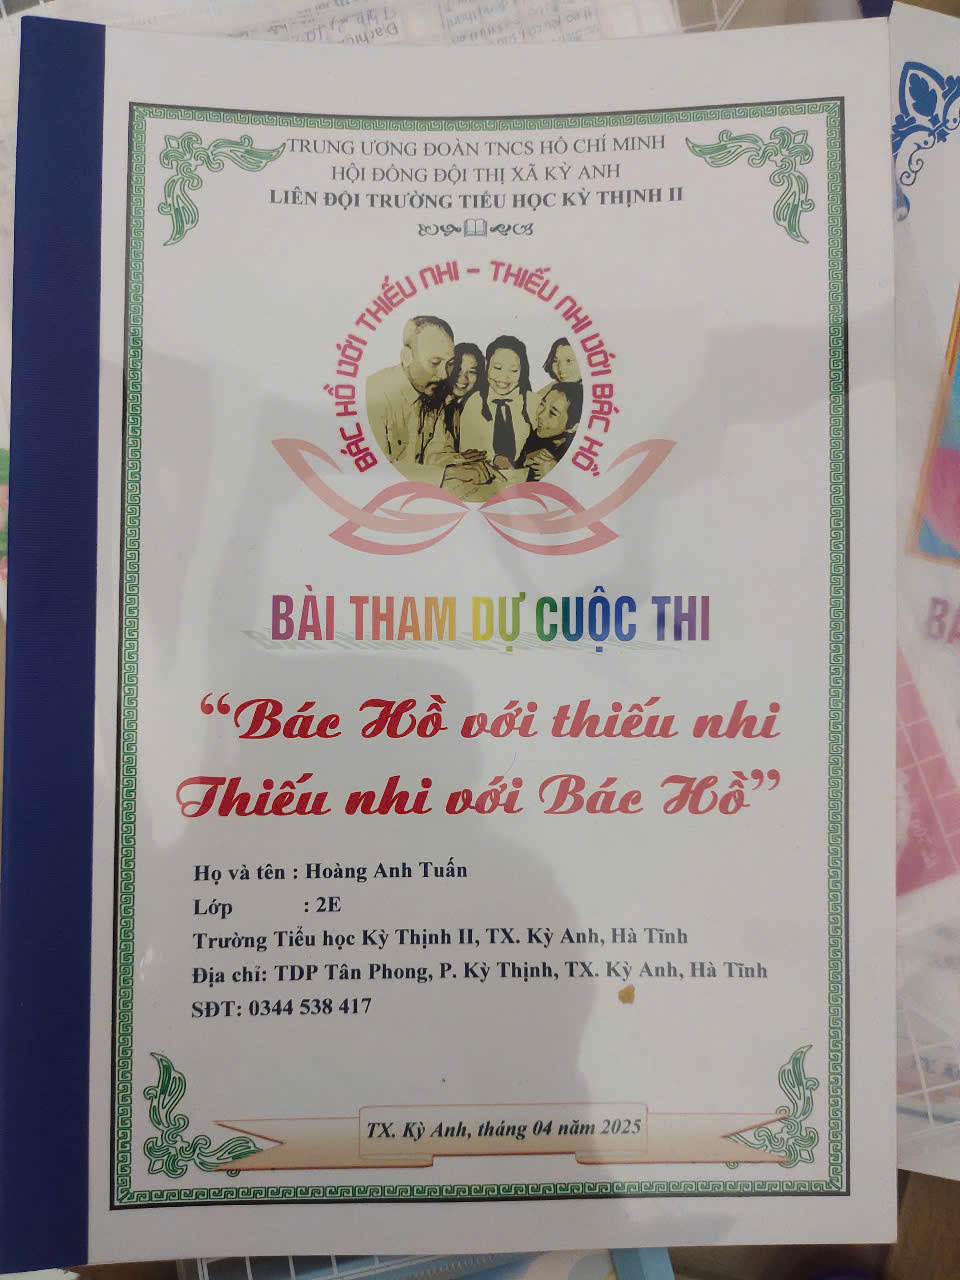 TRUNG ƯƠNG ĐOÀN TNCS HỒ CHÍ MINH
HỘI ĐỒNG ĐỘI THỊ XÃ KỲ ANH
LIÊN ĐỘI TRƯỜNG TIỂU HỌC KỲ THỊNH II
BÁC HỒ VỚI THIẾU NHI - THIẾU NHI VỚI BÁC HỒ
BÀI THAM DỰ CUỘC THI
“Bác Hồ với thiếu nhi
Thiếu nhi với Bác Hồ”
Họ và tên : Hoàng Anh Tuấn
Lớp : 2E
Trường Tiểu học Kỳ Thịnh II, TX. Kỳ Anh, Hà Tĩnh
Địa chỉ: TDP Tân Phong, P. Kỳ Thịnh, TX. Kỳ Anh, Hà Tĩnh
SĐT: 0344 538 417
TX. Kỳ Anh, tháng 04 năm 2025